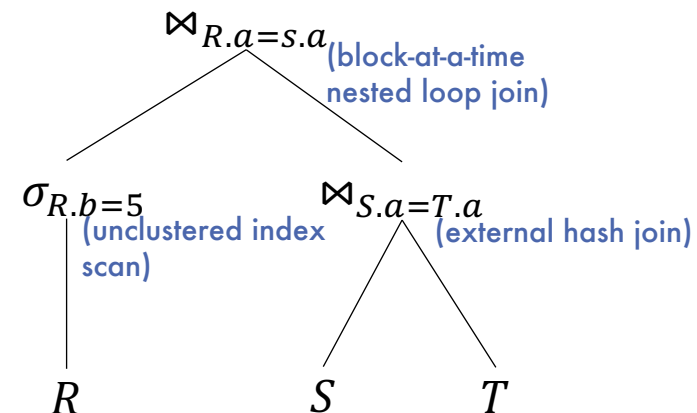 ⋈R.a=s.a
(block-at-a-time
nested loop join)
σR.b=5
(unclustered index
scan)
⋈S.a=T.a
(external hash join)
R
S
T